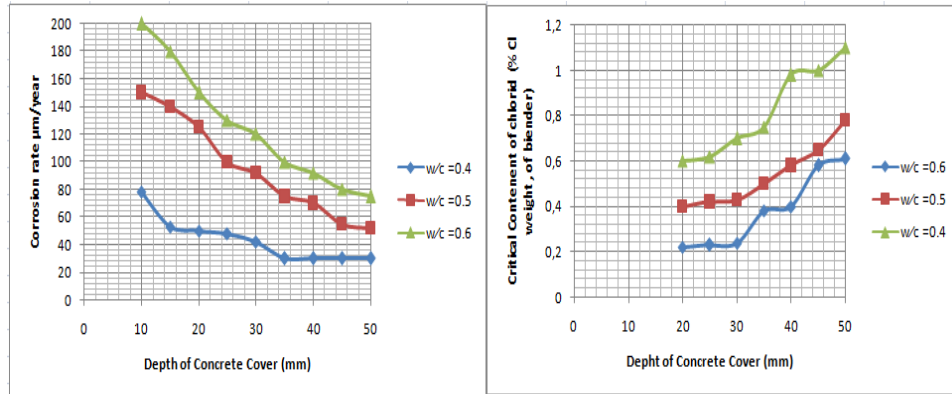 Corrosion rate µm/year
200
180
160
140
120
100
80
60
40
20
0
0 10 20 30 40 50
Depth of Concrete Cover (mm)
w/c =0.4
w/c =0.5
w/c =0.6
Critical Contenent of chlorid (% Cl
weight , of biender)
1,2
1
0,8
0,6
0,4
0,2
0
0 10 20 30 40 50
Depht of Concrete Cover (mm)
w/c =0.6
w/c =0.5
w/c =0.4